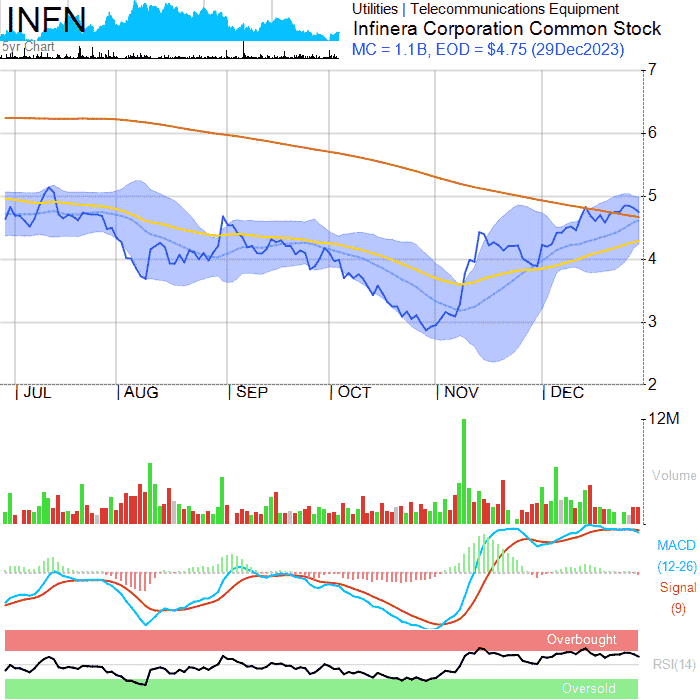 INFN
5yr Chart
Utilities | Telecommunications Equipment
Infinera Corporation Common Stock
MC = 1.1B, EOD = $4.75 (29Dec2023)
7
6
5
4
3
2
JUL AUG SEP OCT NOV DEC
12M
Volume
MACD
(12-26)
Signal
(9)
Overbought
RSI(14)
Oversold